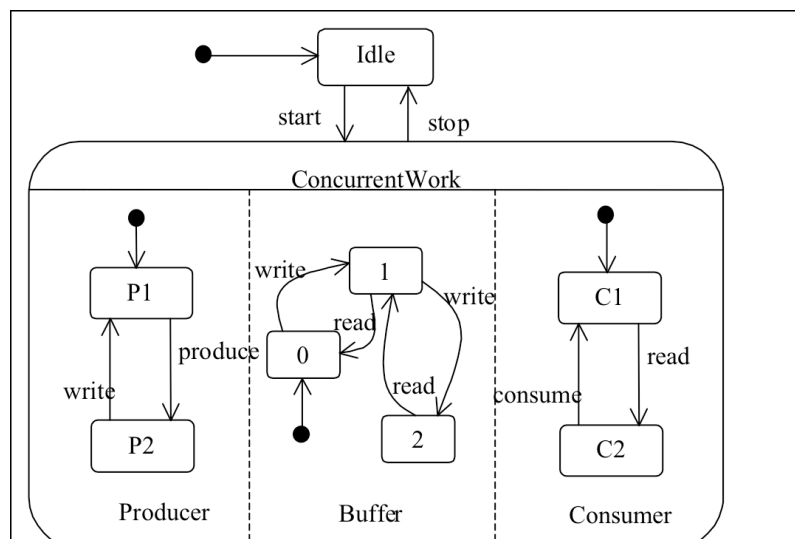 Idle
start
stop
ConcurrentWork
P1
produce
write
P2
Producer
write
1
write
read
0
read
2
Buffer
C1
read
consume
C2
Consumer